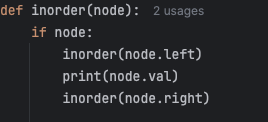 def inorder(node):  2 usages
    if node:
        inorder(node.left)
        print(node.val)
        inorder(node.right)